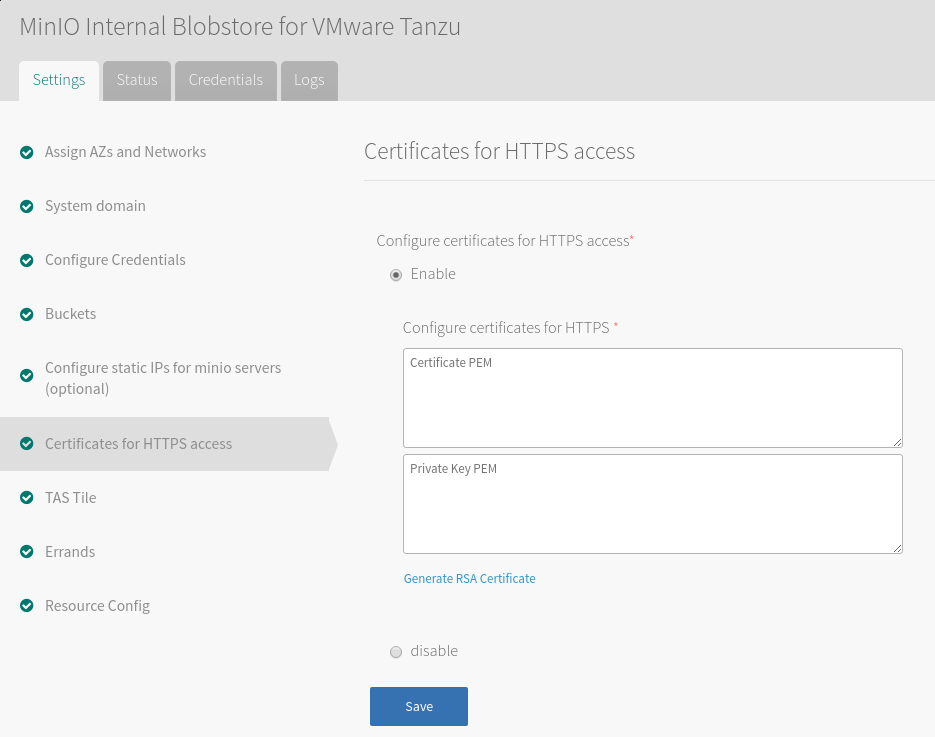 MinIO Internal Blobstore for VMware Tanzu
Settings
Status
Credentials
Logs
Assign AZs and Networks
System domain
Configure Credentials
Buckets
Configure static IPs for minio servers
(optional)
Certificates for HTTPS access
TAS Tile
Errands
Resource Config
Certificates for HTTPS access
Configure certificates for HTTPS access*
Enable
Configure certificates for HTTPS *
Certificate PEM
Private Key PEM
Generate RSA Certificate
disable
Save